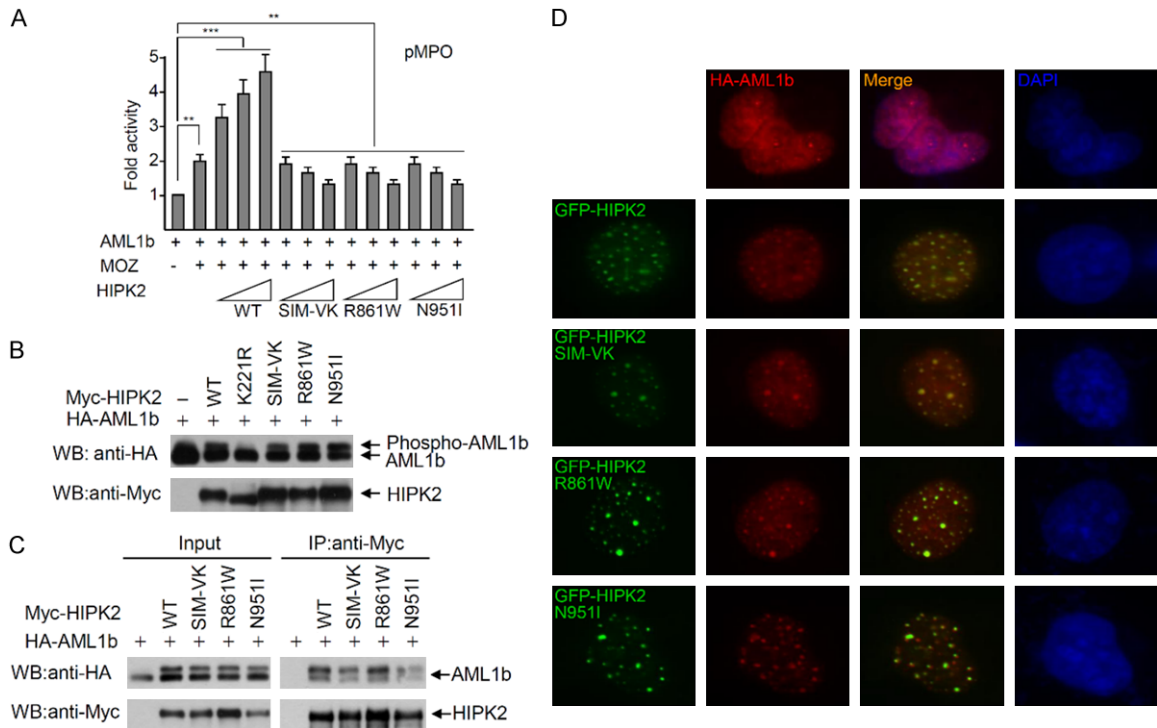 A
**
***
**
pMPO
Fold activity
5
4
3
2
1
AML1b + + + + + + + + + + + + + +
MOZ - + + + + + + + + + + + + +
HIPK2
WT SIM-VK R861W N951I
B
Myc-HIPK2 – WT K221R SIM-VK R861W N951I
HA-AML1b + + + + + +
WB: anti-HA
Phospho-AML1b
AML1b
WB:anti-Myc
HIPK2
C
Input IP:anti-Myc
Myc-HIPK2 WT SIM-VK R861W N951I WT SIM-VK R861W N951I
HA-AML1b + + + + + + + + + +
WB:anti-HA
AML1b
WB:anti-Myc
HIPK2
D
HA-AML1b Merge DAPI
GFP-HIPK2
GFP-HIPK2
SIM-VK
GFP-HIPK2
R861W
GFP-HIPK2
N951I